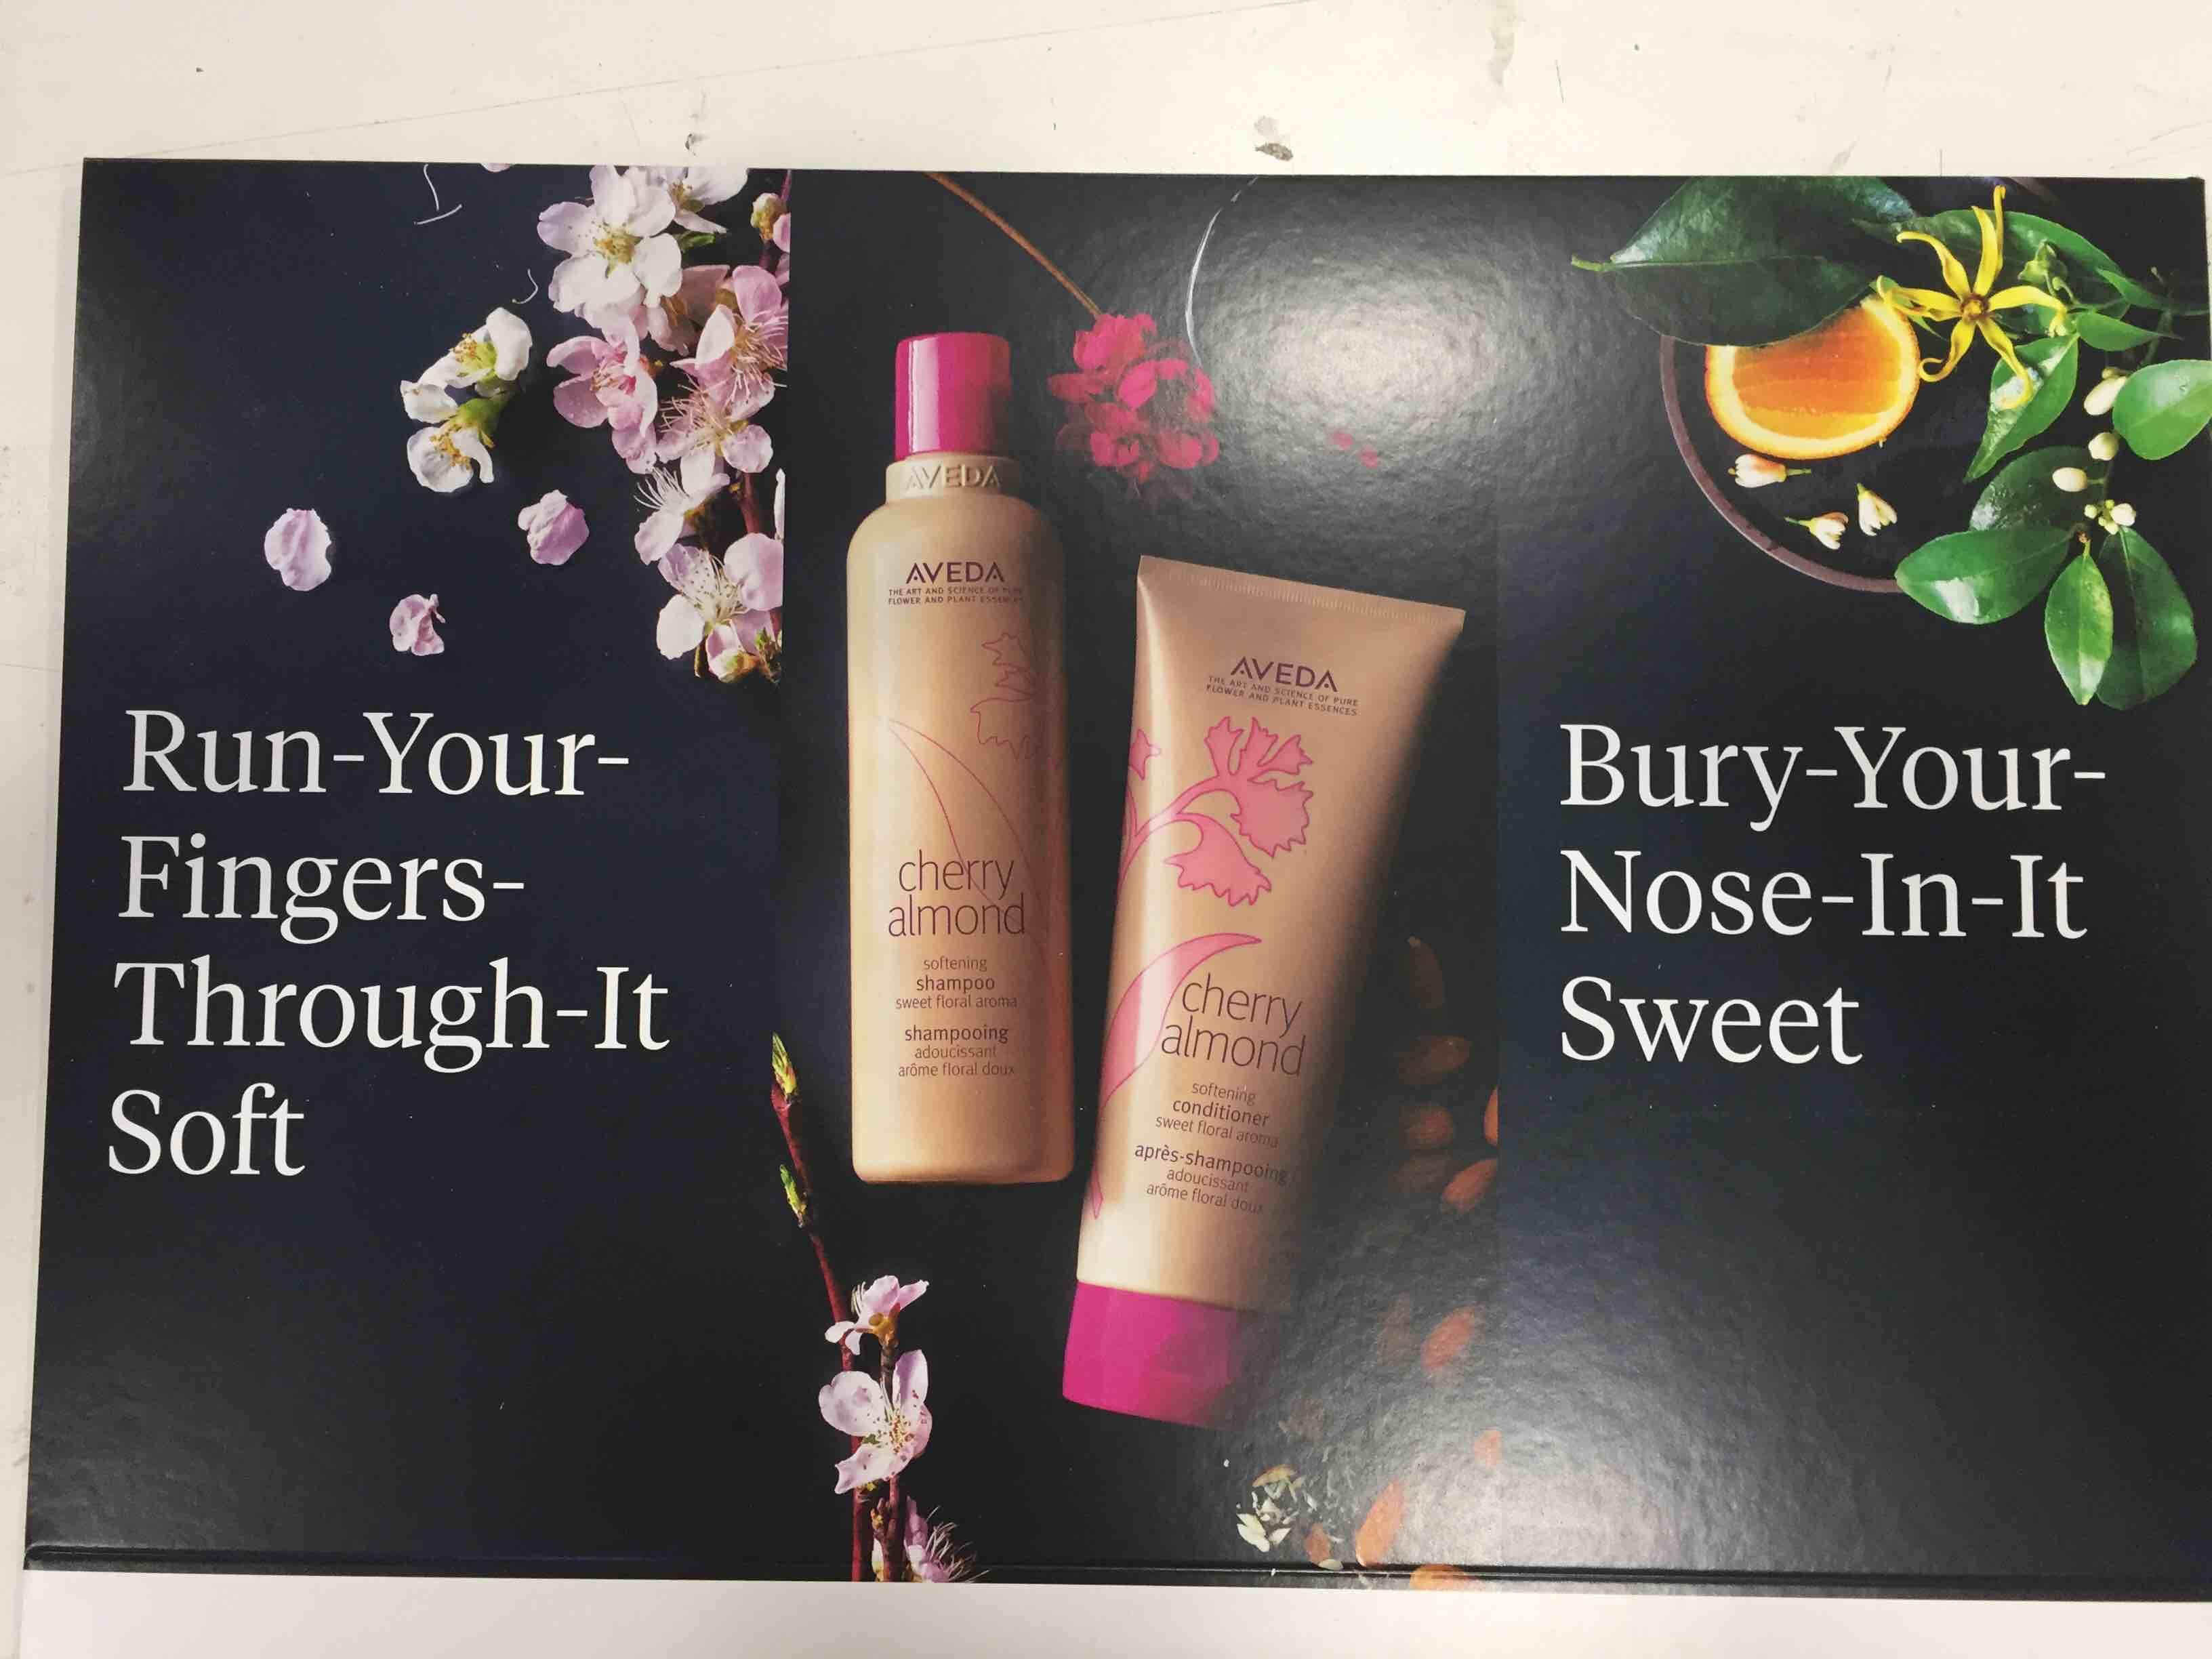 Run-Your-
Fingers-
Through-It
Soft
AVEDA
AVEDA
THE ART AND SCIENCE OF PURE
FLOWER AND PLANT ESSENCES
cherry
almond
softening
shampoo
sweet floral aroma
shampooing
adoucissant
arôme floral doux
AVEDA
THE ART AND SCIENCE OF PURE
FLOWER AND PLANT ESSENCES
cherry
almond
softening
conditioner
sweet floral aroma
après-shampooing
adoucissant
arôme floral doux
Bury-Your-
Nose-In-It
Sweet